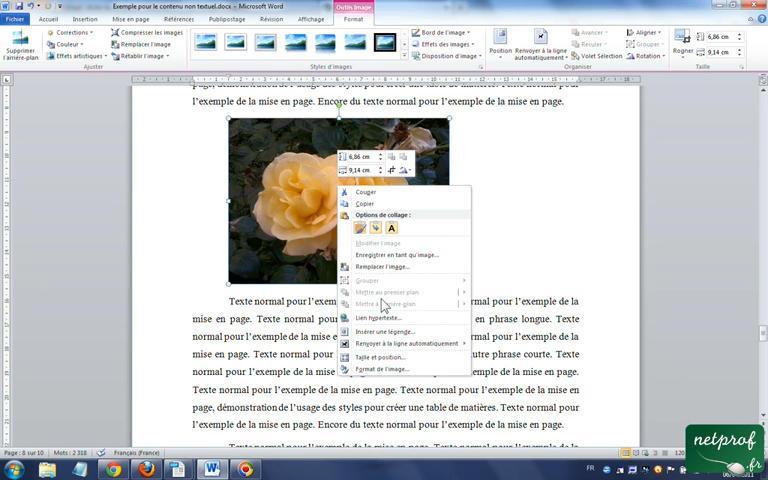 Exemple pour le contenu non textuel.docx - Microsoft Word
Outils Image
Fichier Accueil Insertion Mise en page Références Publipostage Révision Affichage Format
Supprimer l'arrière-plan
Corrections
Couleur
Effets artistiques
Compresser les images
Remplacer l'image
Rétablir l'image
Ajuster
Styles d'images
Bord de l'image
Effets des images
Disposition d'image
Position
Renvoyer à la ligne automatiquement
Avancer
Reculer
Volet Sélection
Aligner
Grouper
Rotation
Organiser
Rogner
6,86 cm
9,14 cm
Taille
l'exemple de la mise en page. Encore du texte normal pour l'exemple de la mise en page.
6,86 cm
9,14 cm
Couper
Copier
Options de collage :
Modifier l'image
Enregistrer en tant qu'image...
Remplacer l'image...
Grouper
Mettre au premier plan
Mettre à l'arrière-plan
Lien hypertexte...
Insérer une légende...
Renvoyer à la ligne automatiquement
Taille et position...
Format de l'image...
Texte normal pour l'exem mal pour l'exemple de la
mise en page. Texte normal pour en phrase longue. Texte
normal pour l'exemple de la mise en l'exemple de la mise en
page. Texte normal pour l'exemple utre phrase courte. Texte
normal pour l'exemple de la mise en l'exemple de la mise en
page. Texte normal pour l'exemple de la mise en page. Texte normal pour l'exemple de la mise en
page, démonstration de l'usage des styles pour créer une table de matières. Texte normal pour
l'exemple de la mise en page. Encore du texte normal pour l'exemple de la mise en page.
Page : 8 sur 10 Mots : 2 318 Français (France) 120
FR
netprof
.fr